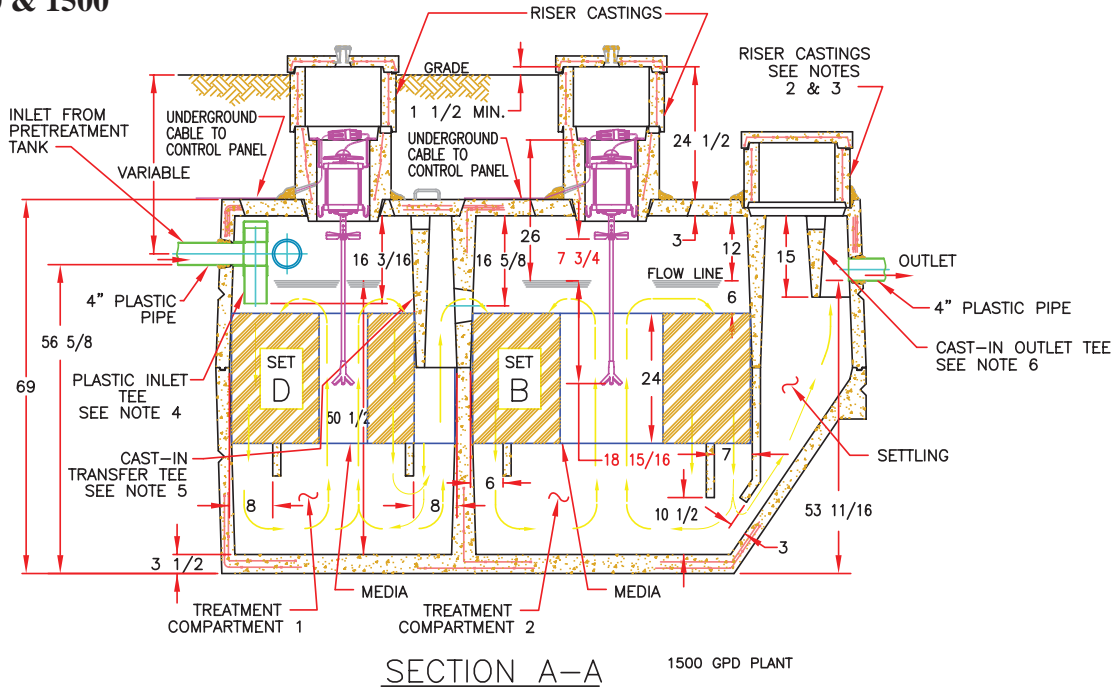 & 1500
RISER CASTINGS
GRADE
RISER CASTINGS
SEE NOTES
2 & 3
INLET FROM
PRETREATMENT
TANK
UNDERGROUND
CABLE TO
CONTROL PANEL
1 1/2 MIN.
UNDERGROUND
CABLE TO
CONTROL PANEL
24 1/2
VARIABLE
26
3
12
15
16 3/16
16 5/8
7 3/4
FLOW LINE
6
OUTLET
4" PLASTIC
PIPE
4" PLASTIC PIPE
56 5/8
69
CAST-IN OUTLET TEE
SEE NOTE 6
PLASTIC INLET
TEE
SEE NOTE 4
SET
D
SET
B
24
50 1/2
CAST-IN
TRANSFER TEE
SEE NOTE 5
18 15/16
7
SETTLING
8
8
6
10 1/2
53 11/16
3
3 1/2
TREATMENT
COMPARTMENT 1
MEDIA
TREATMENT
COMPARTMENT 2
MEDIA
SECTION A-A
1500 GPD PLANT